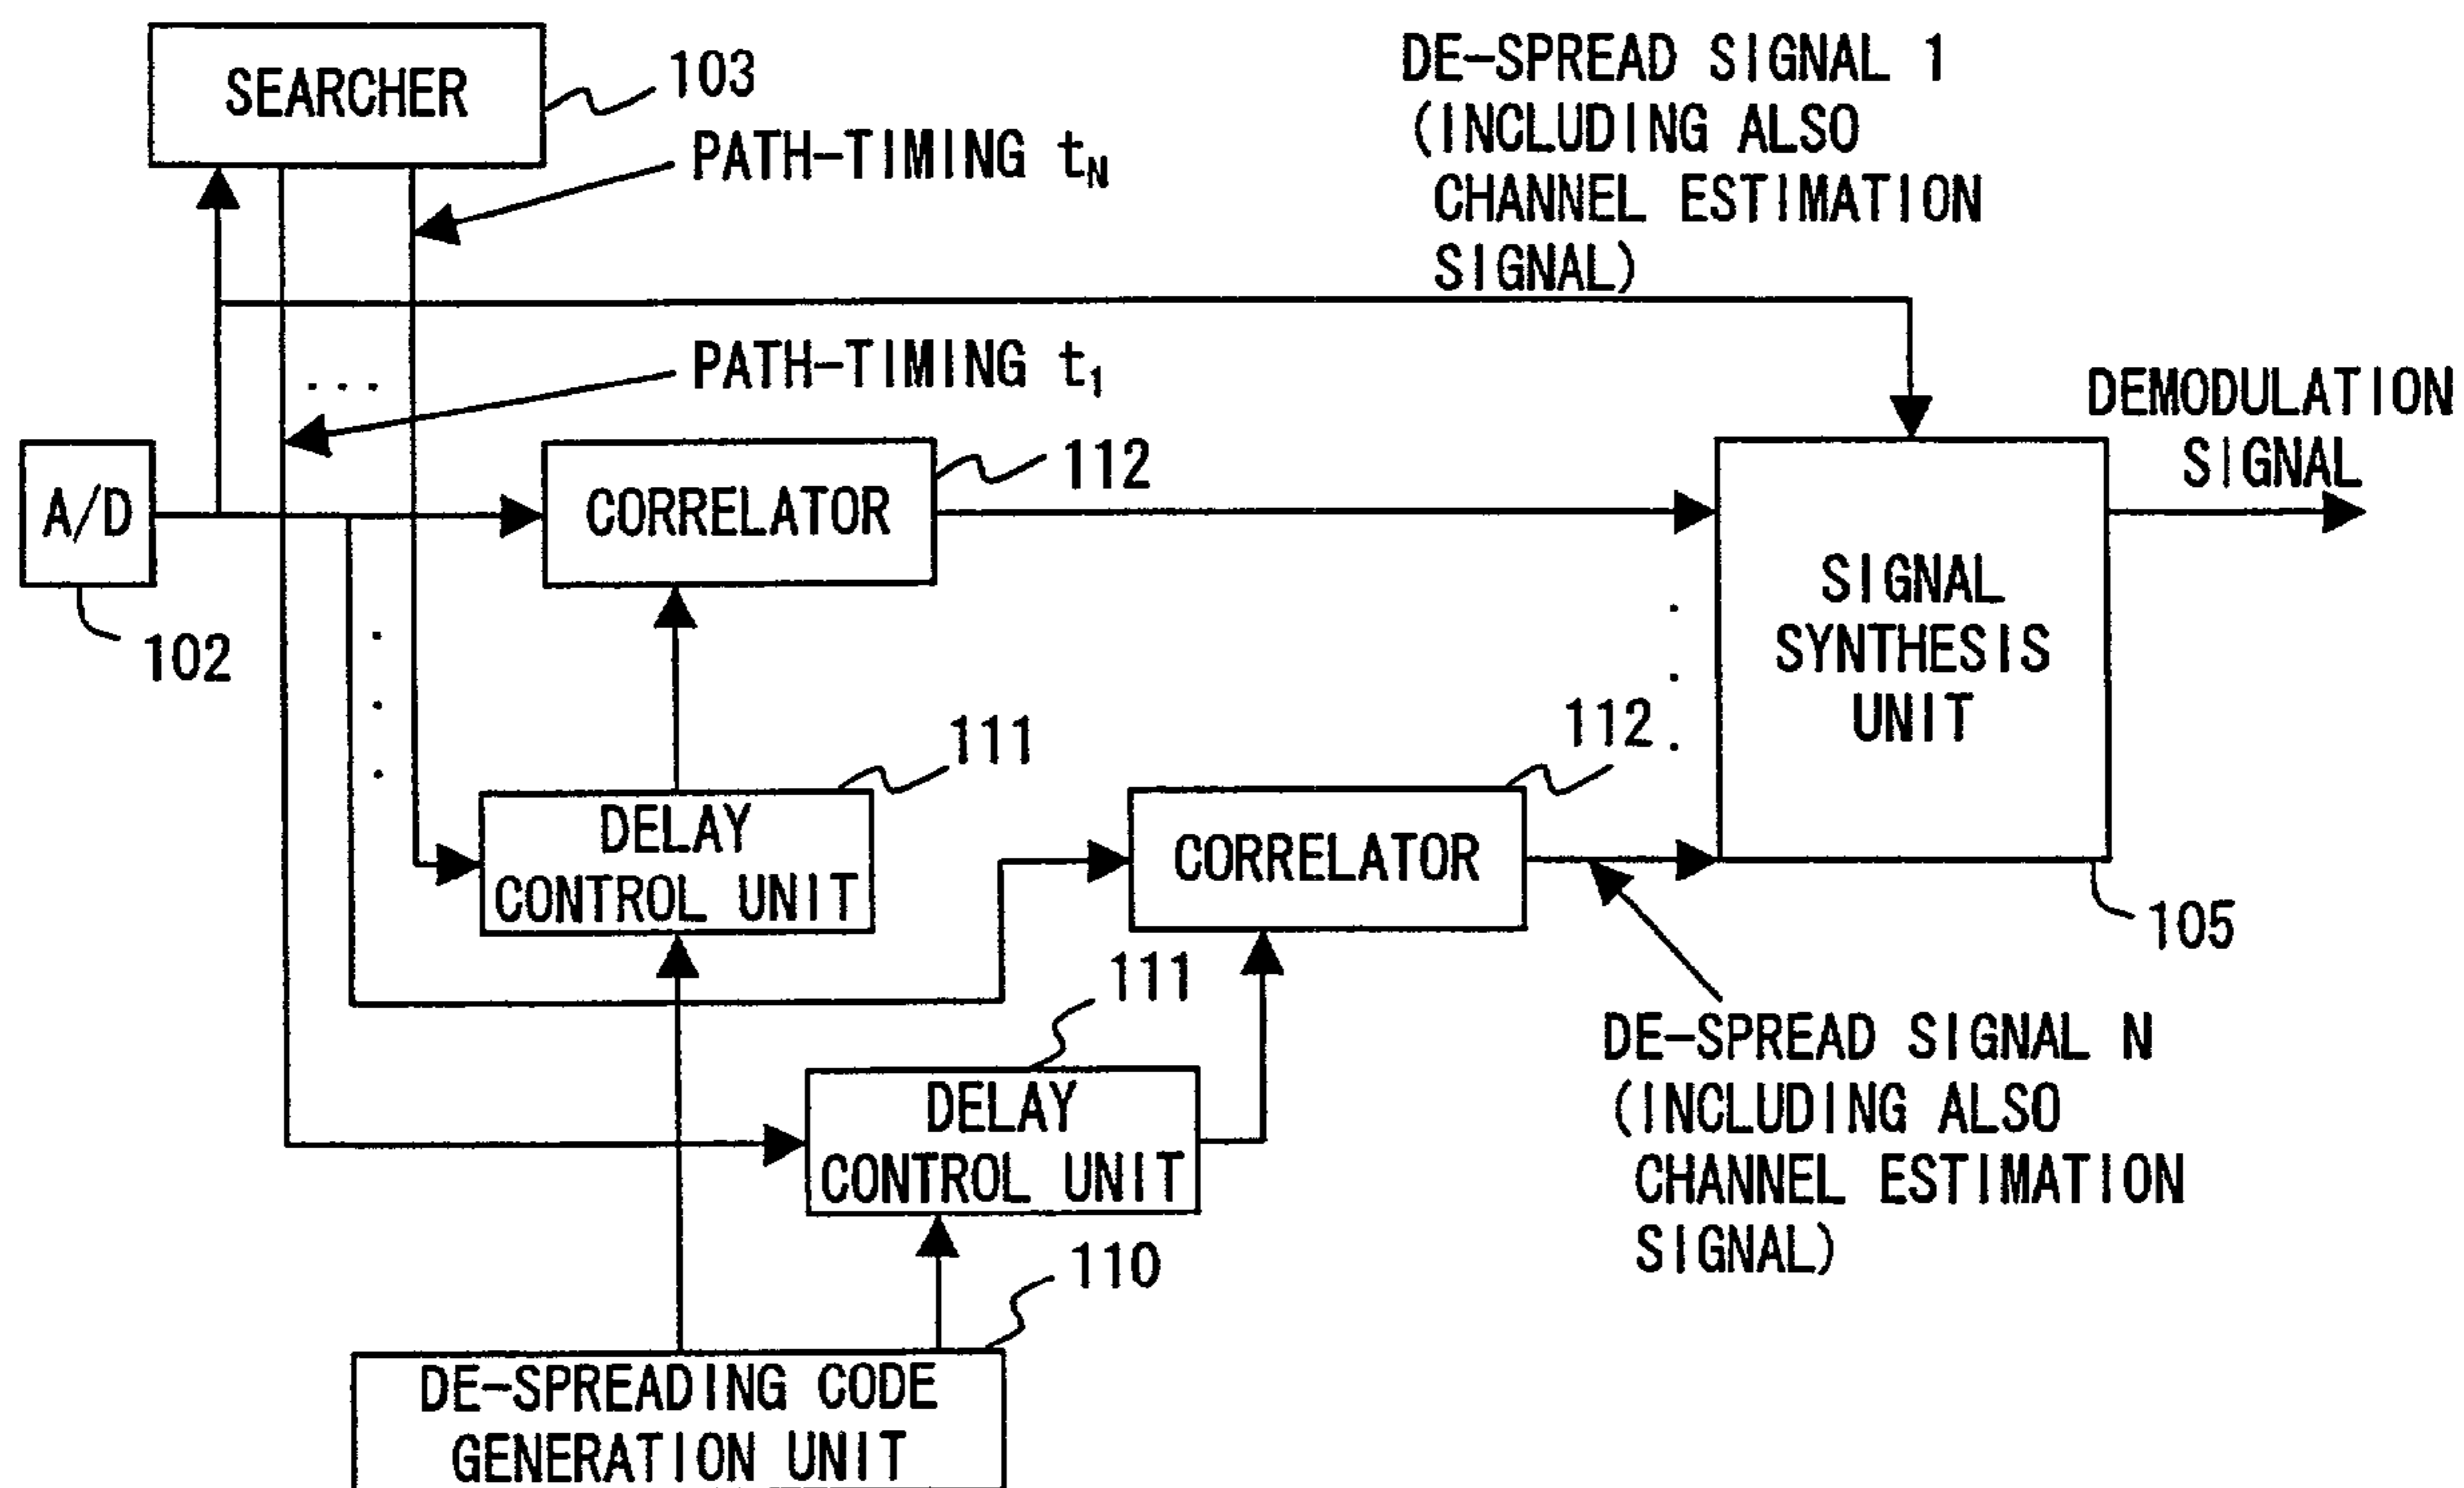 SEARCHER
103
PATH-TIMING tN
DE-SPREAD SIGNAL 1
(INCLUDING ALSO
CHANNEL ESTIMATION
SIGNAL)
PATH-TIMING t1
...
DEMODULATION
SIGNAL
A/D
102
CORRELATOR
112
SIGNAL
SYNTHESIS
UNIT
105
DELAY
CONTROL UNIT
111
CORRELATOR
112
DE-SPREAD SIGNAL N
(INCLUDING ALSO
CHANNEL ESTIMATION
SIGNAL)
DELAY
CONTROL UNIT
111
110
DE-SPREADING CODE
GENERATION UNIT